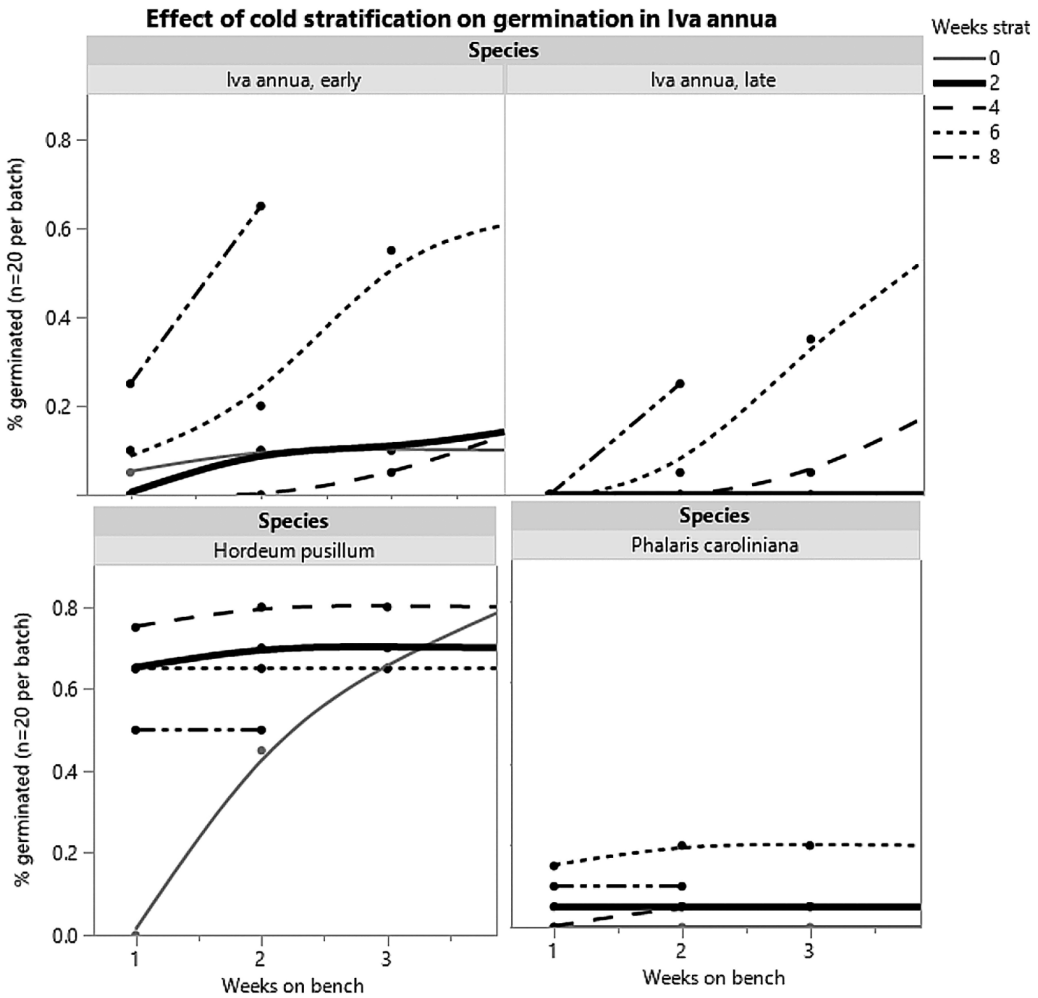 Effect of cold stratification on germination in Iva annua
Weeks strat
0
2
4
6
8
Species
Iva annua, early
Iva annua, late
% germinated (n=20 per batch)
0.8
0.6
0.4
0.2
Species
Hordeum pusillum
Species
Phalaris caroliniana
% germinated (n=20 per batch)
0.8
0.6
0.4
0.2
0.0
1 2 3
Weeks on bench
1 2 3
Weeks on bench